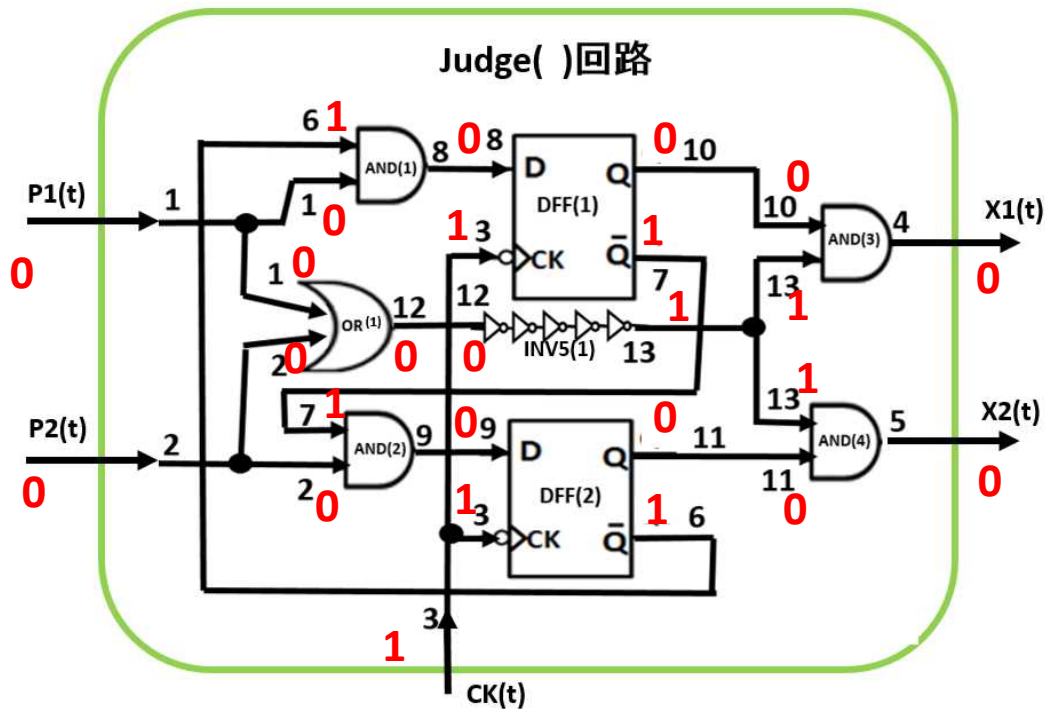 Judge( )回路
6 1
AND(1)
8 0 8
D
Q
0 10
P1(t)
1
1 0
DFF(1)
0
10
AND(3)
4
X1(t)
0
1 3
CK
Q̅
1
7
0
1 0
OR(1)
12
12
INV5(1)
1
13
13
1
0
2 0
0
0
7 1
AND(2)
9
0 9
D
Q
0
11
13 1
AND(4)
5
X2(t)
P2(t)
2
2 0
DFF(2)
11
0
0
0
1 3
CK
Q̅
1
6
3
1
CK(t)